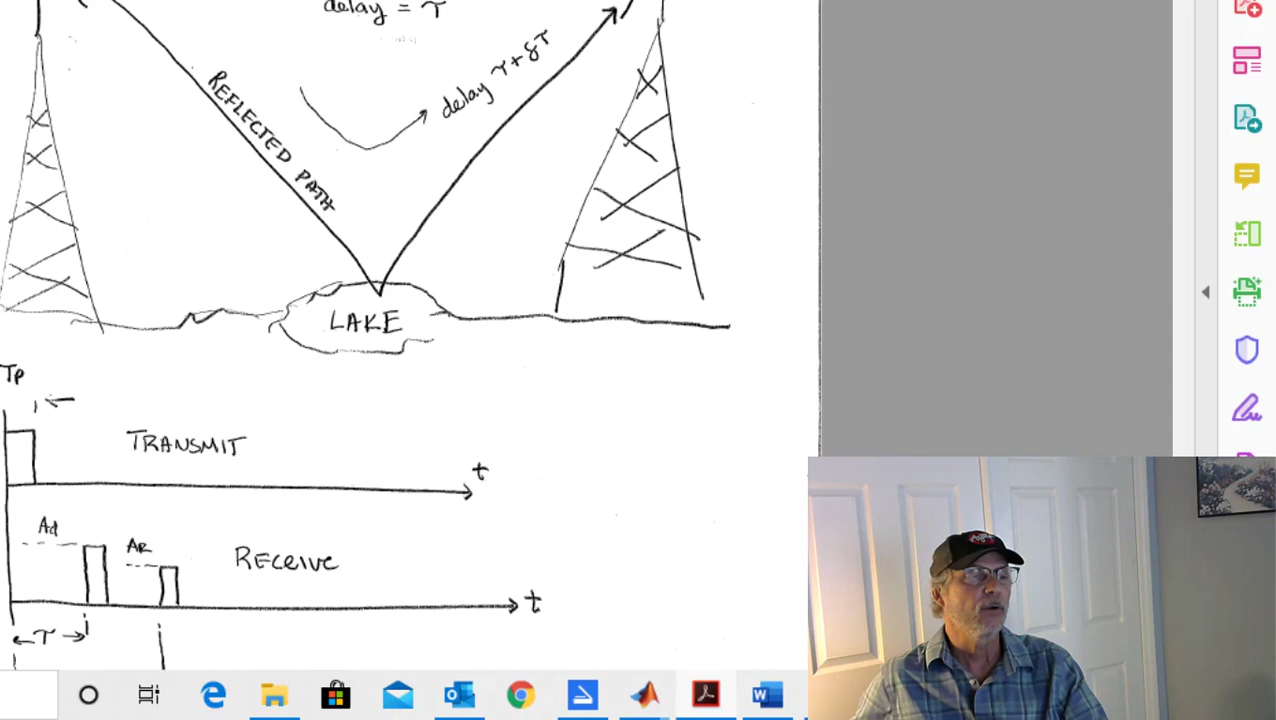 delay = τ
delay τ + δτ
REFLECTED PATH
LAKE
Tp
TRANSMIT
t
Ad
AR
RECEIVE
t
τ